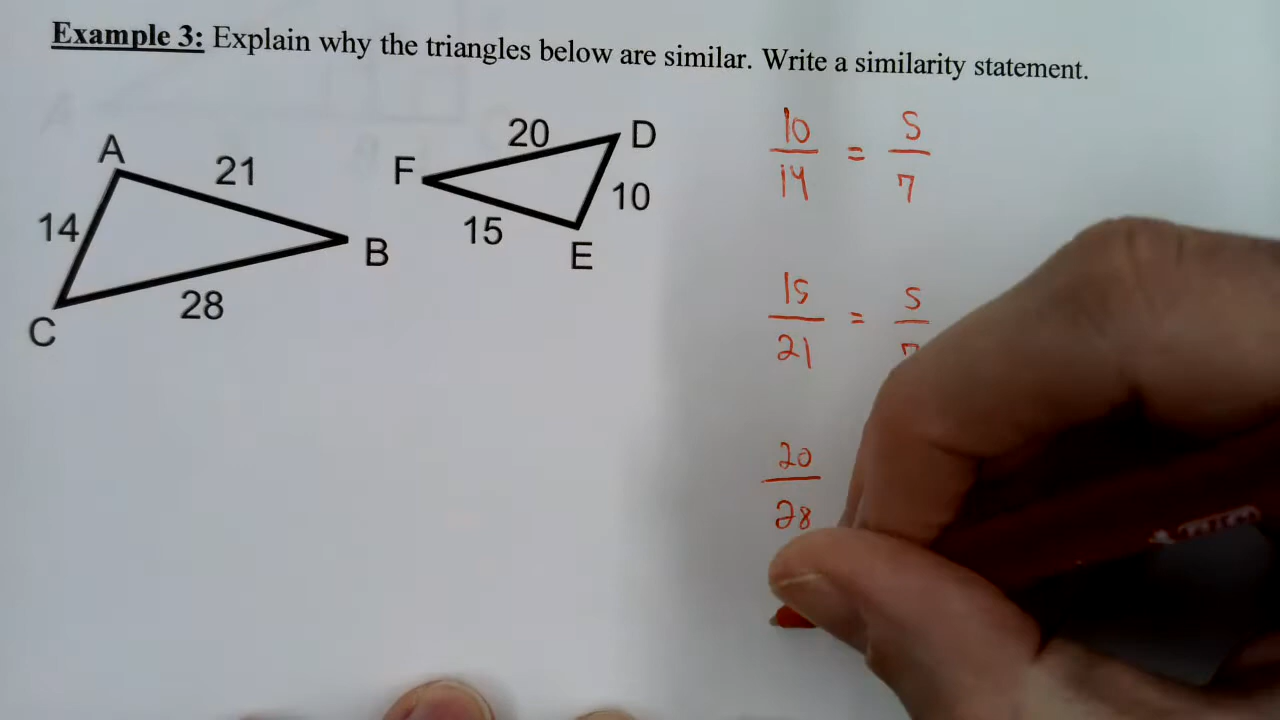 Example 3: Explain why the triangles below are similar. Write a similarity statement.
A
21
14
B
28
C
F
20
D
10
15
E
10/14 = 5/7
15/21 = 5/7
20/28